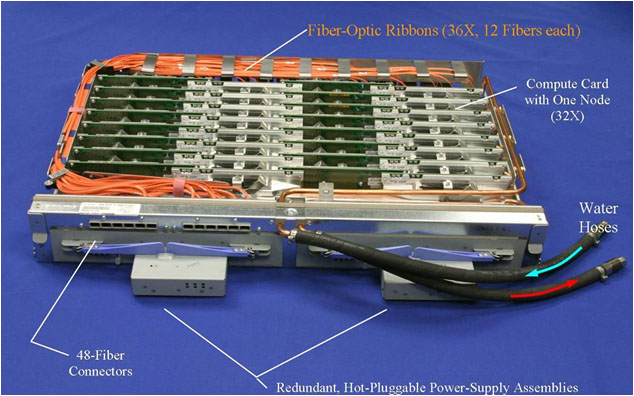 Fiber-Optic Ribbons (36X, 12 Fibers each)
Compute Card
with One Node
(32X)
Water
Hoses
48-Fiber
Connectors
Redundant, Hot-Pluggable Power-Supply Assemblies